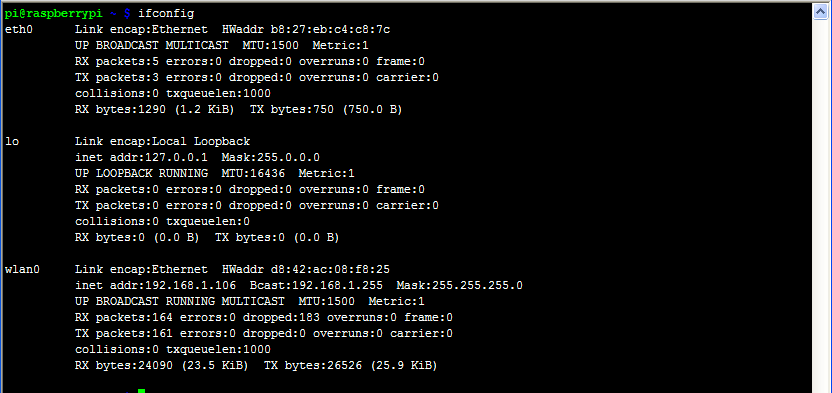 pi@raspberrypi ~ $ ifconfig
eth0      Link encap:Ethernet  HWaddr b8:27:eb:c4:c8:7c
          UP BROADCAST MULTICAST  MTU:1500  Metric:1
          RX packets:5 errors:0 dropped:0 overruns:0 frame:0
          TX packets:3 errors:0 dropped:0 overruns:0 carrier:0
          collisions:0 txqueuelen:1000
          RX bytes:1290 (1.2 KiB)  TX bytes:750 (750.0 B)

lo        Link encap:Local Loopback
          inet addr:127.0.0.1  Mask:255.0.0.0
          UP LOOPBACK RUNNING  MTU:16436  Metric:1
          RX packets:0 errors:0 dropped:0 overruns:0 frame:0
          TX packets:0 errors:0 dropped:0 overruns:0 carrier:0
          collisions:0 txqueuelen:0
          RX bytes:0 (0.0 B)  TX bytes:0 (0.0 B)

wlan0     Link encap:Ethernet  HWaddr d8:42:ac:08:f8:25
          inet addr:192.168.1.106  Bcast:192.168.1.255  Mask:255.255.255.0
          UP BROADCAST RUNNING MULTICAST  MTU:1500  Metric:1
          RX packets:164 errors:0 dropped:183 overruns:0 frame:0
          TX packets:161 errors:0 dropped:0 overruns:0 carrier:0
          collisions:0 txqueuelen:1000
          RX bytes:24090 (23.5 KiB)  TX bytes:26526 (25.9 KiB)